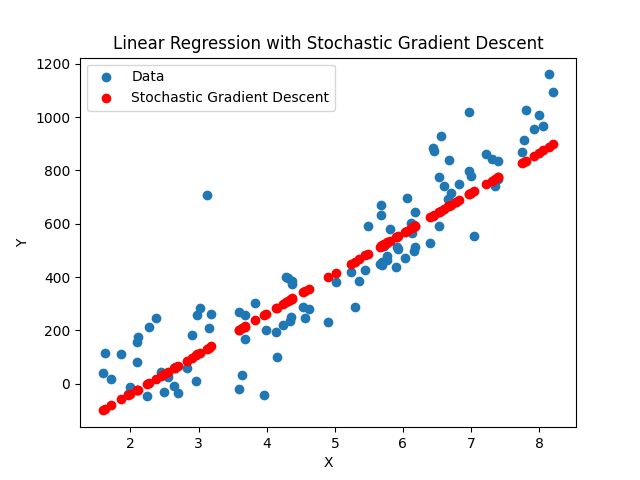 Linear Regression with Stochastic Gradient Descent
Data
Stochastic Gradient Descent
1200
1000
800
600
400
200
0
Y
2 3 4 5 6 7 8
X